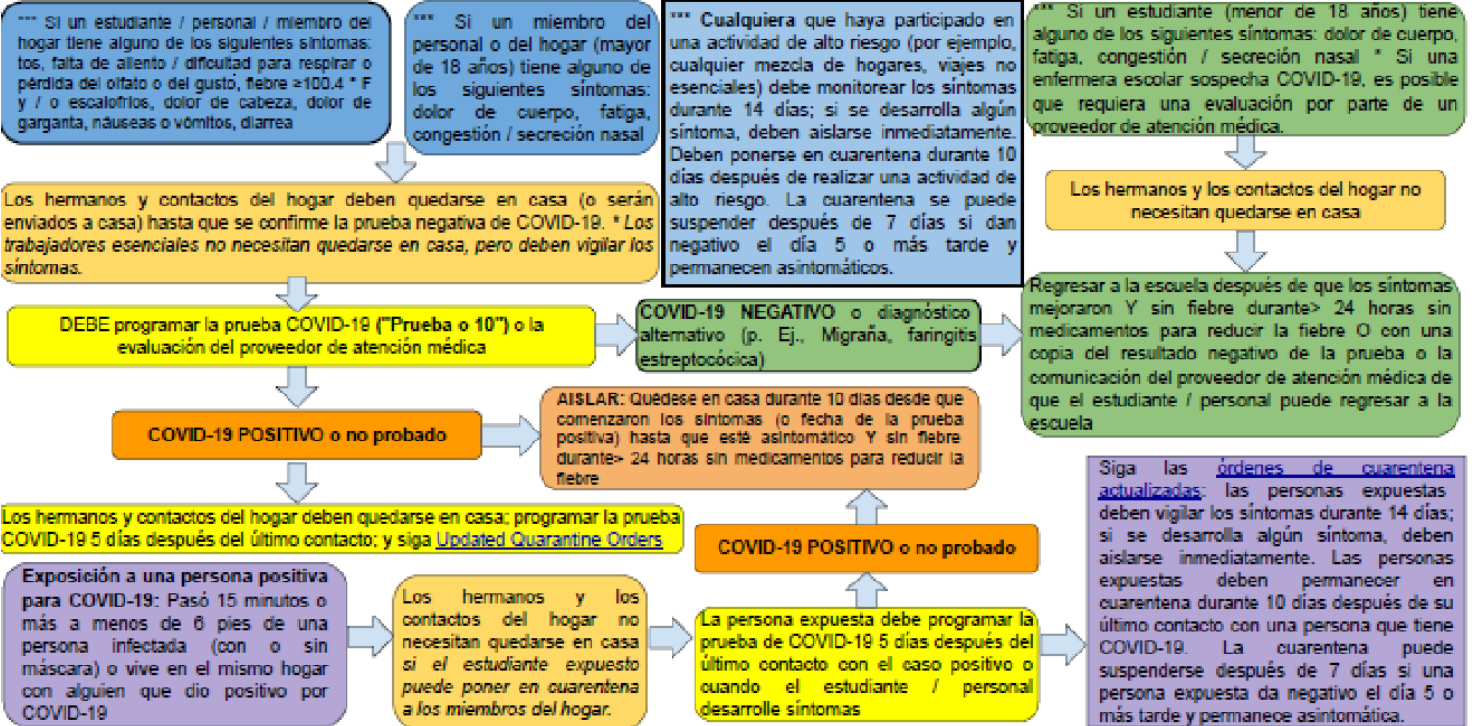 *** Si un estudiante / personal / miembro del
hogar tiene alguno de los siguientes síntomas:
tos, falta de aliento / dificultad para respirar o
pérdida del olfato o del gusto, fiebre ≥100.4 ° F
y / o escalofríos, dolor de cabeza, dolor de
garganta, náuseas o vómitos, diarrea
*** Si un miembro del
personal o del hogar (mayor
de 18 años) tiene alguno de
los siguientes síntomas:
dolor de cuerpo, fatiga,
congestión / secreción nasal
*** Cualquiera que haya participado en
una actividad de alto riesgo (por ejemplo,
cualquier mezcla de hogares, viajes no
esenciales) debe monitorear los síntomas
durante 14 días; si se desarrolla algún
síntoma, deben aislarse inmediatamente.
Deben ponerse en cuarentena durante 10
días después de realizar una actividad de
alto riesgo. La cuarentena se puede
suspender después de 7 días si dan
negativo el día 5 o más tarde y
permanecen asintomáticos.
*** Si un estudiante (menor de 18 años) tiene
alguno de los siguientes síntomas: dolor de cuerpo,
fatiga, congestión / secreción nasal * Si una
enfermera escolar sospecha COVID-19, es posible
que requiera una evaluación por parte de un
proveedor de atención médica.
Los hermanos y contactos del hogar deben quedarse en casa (o serán
enviados a casa) hasta que se confirme la prueba negativa de COVID-19. * Los
trabajadores esenciales no necesitan quedarse en casa, pero deben vigilar los
síntomas.
Los hermanos y los contactos del hogar no
necesitan quedarse en casa
DEBE programar la prueba COVID-19 ("Prueba o 10") o la
evaluación del proveedor de atención médica
COVID-19 NEGATIVO o diagnóstico
alternativo (p. Ej., Migraña, faringitis
estreptocócica)
Regresar a la escuela después de que los síntomas
mejoraron Y sin fiebre durante> 24 horas sin
medicamentos para reducir la fiebre O con una
copia del resultado negativo de la prueba o la
comunicación del proveedor de atención médica de
que el estudiante / personal puede regresar a la
escuela
COVID-19 POSITIVO o no probado
AISLAR: Quédese en casa durante 10 días desde que
comenzaron los síntomas (o fecha de la prueba
positiva) hasta que esté asintomático Y sin fiebre
durante> 24 horas sin medicamentos para reducir la
fiebre
Los hermanos y contactos del hogar deben quedarse en casa; programar la prueba
COVID-19 5 días después del último contacto; y siga Updated Quarantine Orders
COVID-19 POSITIVO o no probado
Exposición a una persona positiva
para COVID-19: Pasó 15 minutos o
más a menos de 6 pies de una
persona infectada (con o sin
máscara) o vive en el mismo hogar
con alguien que dio positivo por
COVID-19
Los hermanos y los
contactos del hogar no
necesitan quedarse en casa
si el estudiante expuesto
puede poner en cuarentena
a los miembros del hogar.
La persona expuesta debe programar la
prueba de COVID-19 5 días después del
último contacto con el caso positivo o
cuando el estudiante / personal
desarrolle síntomas
Siga las órdenes de cuarentena
actualizadas: las personas expuestas
deben vigilar los síntomas durante 14 días;
si se desarrolla algún síntoma, deben
aislarse inmediatamente. Las personas
expuestas deben permanecer en
cuarentena durante 10 días después de su
último contacto con una persona que tiene
COVID-19. La cuarentena puede
suspenderse después de 7 días si una
persona expuesta da negativo el día 5 o
más tarde y permanece asintomática.